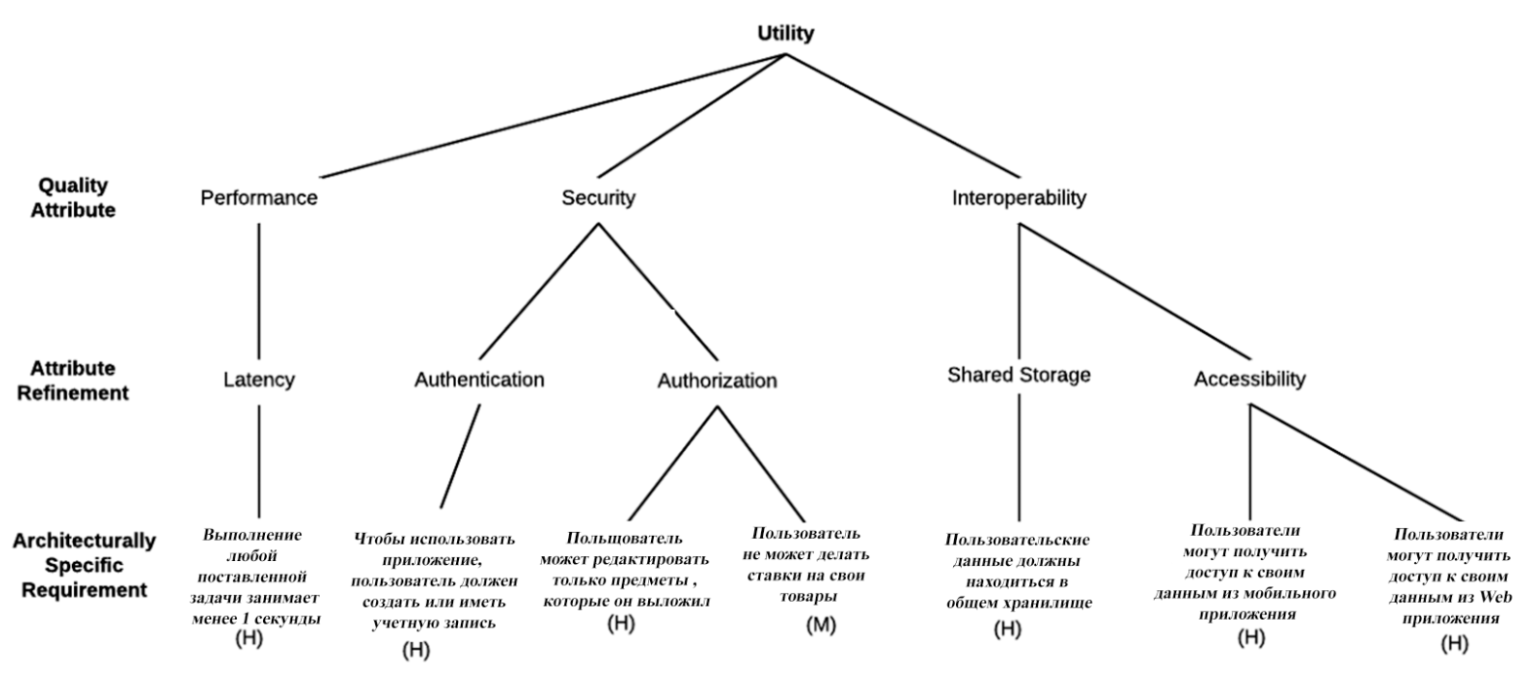 Utility
Quality
Attribute
Performance
Security
Interoperability
Attribute
Refinement
Latency
Authentication
Authorization
Shared Storage
Accessibility
Architecturally
Specific
Requirement
Выполнение
любой
поставленной
задачи занимает
менее 1 секунды
(H)
Чтобы использовать
приложение,
пользователь должен
создать или иметь
учетную запись
(H)
Польщователь
может редактировать
только предметы ,
которые он выложил
(H)
Пользователь
не может делать
ставки на свои
товары
(M)
Пользовательские
данные должны
находиться в
общем хранилище
(H)
Пользователи
могут получить
доступ к своим
данным из мобильного
приложения
(H)
Пользователи
могут получить
доступ к своим
данным из Web
приложения
(H)